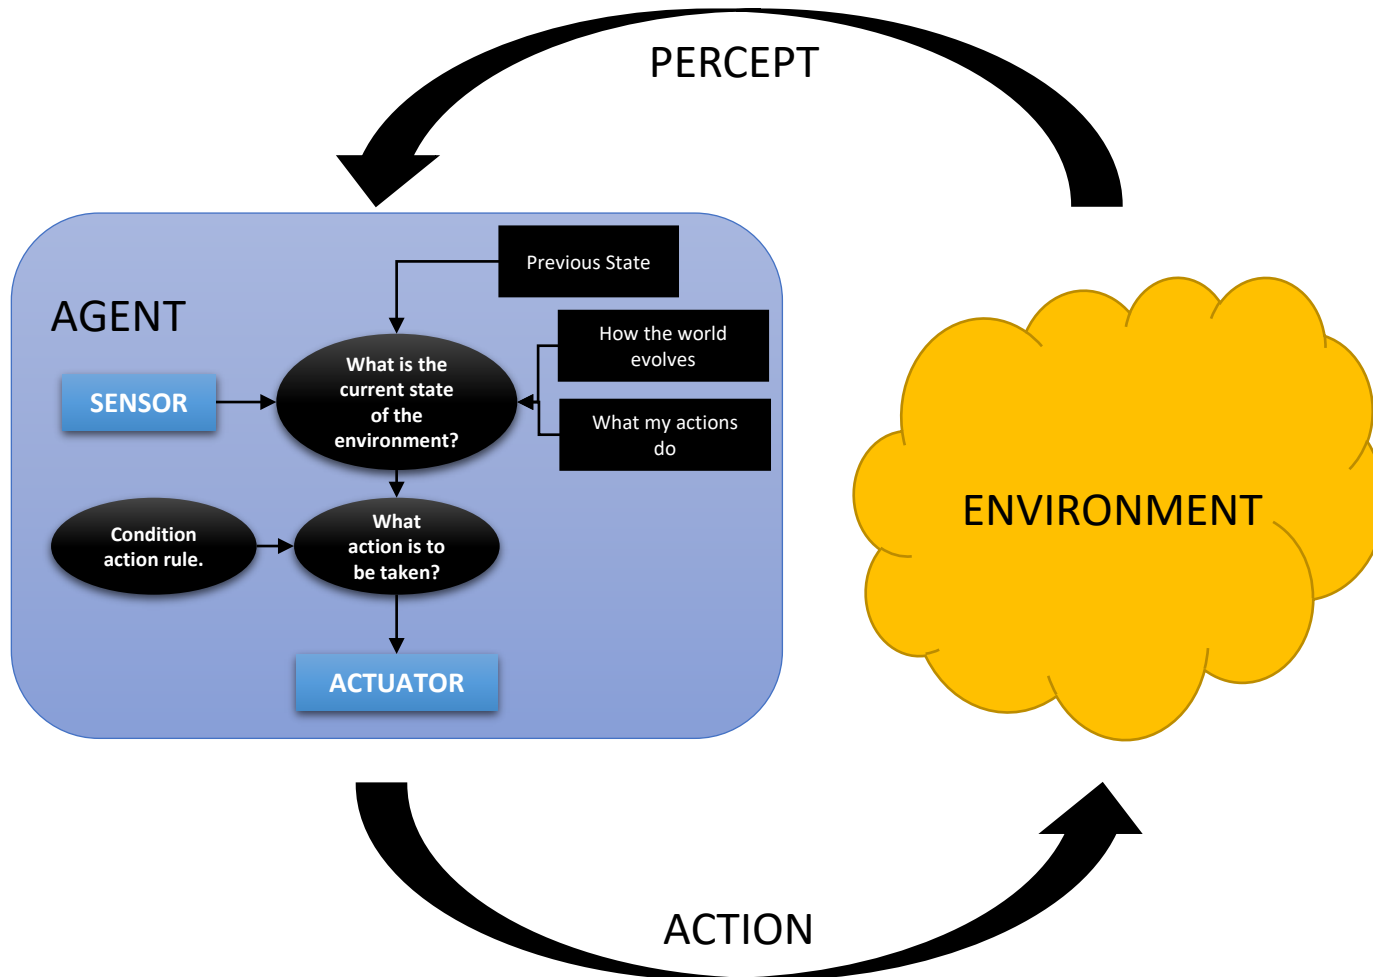 PERCEPT
Previous State
AGENT
How the world
evolves
What is the
current state
of the
environment?
SENSOR
What my actions
do
Condition
action rule.
What
action is to
be taken?
ACTUATOR
ENVIRONMENT
ACTION